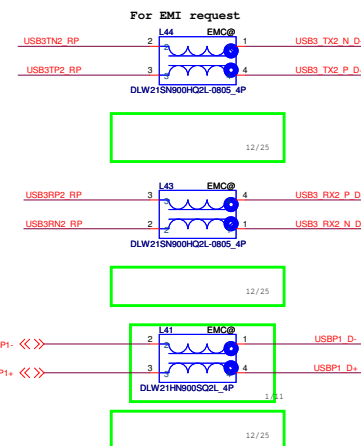 For EMI request
L44 EMC@
USB3TN2_RP 2 1 USB3_TX2_N_D-
USB3TP2_RP 3 4 USB3_TX2_P_D-
DLW21SN900HQ2L-0805_4P
12/25
L43 EMC@
USB3RP2_RP 3 4 USB3_RX2_P_D
USB3RN2_RP 2 1 USB3_RX2_N_D
DLW21SN900HQ2L-0805_4P
12/25
L41 EMC@
P1- 2 1 USBP1_D-
P1+ 3 4 USBP1_D+
DLW21HN900SQ2L_4P
1/11
12/25